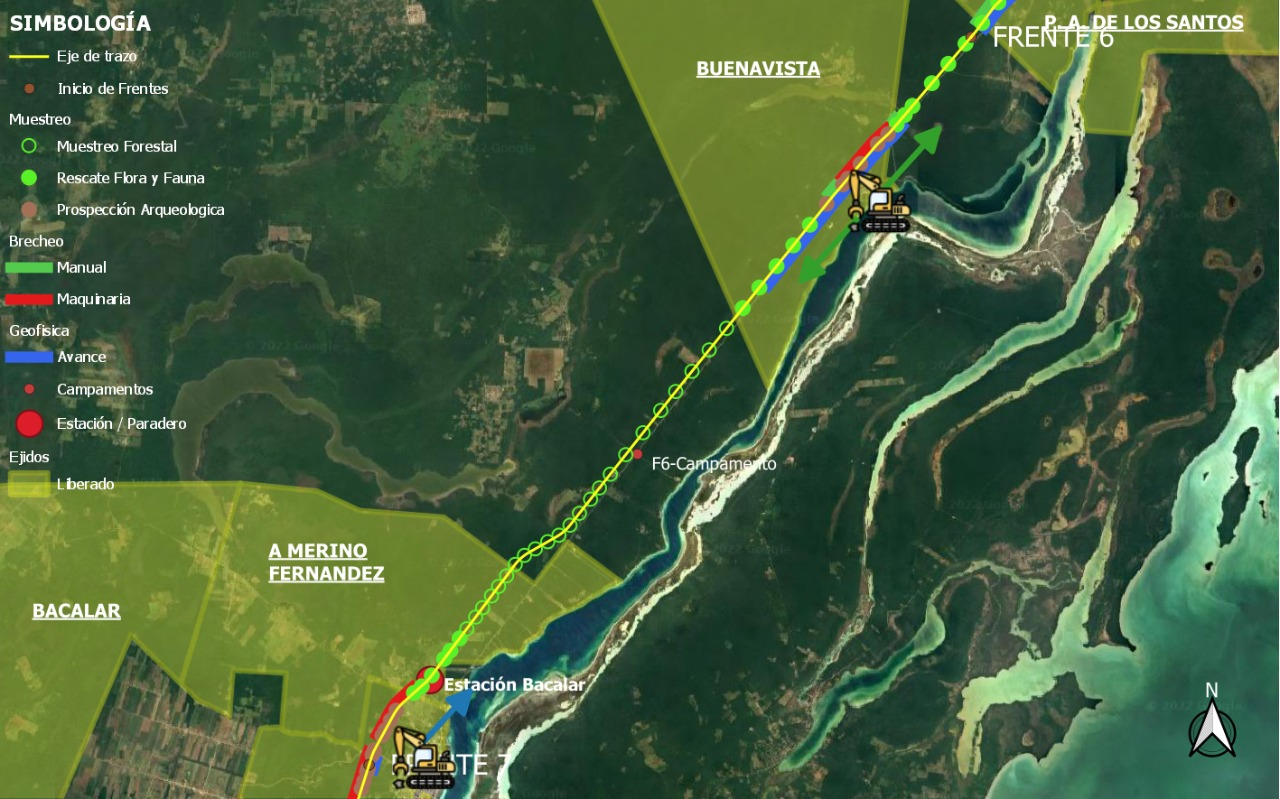 SIMBOLOGÍA
Eje de trazo
Inicio de Frentes
Muestreo
Muestreo Forestal
Rescate Flora y Fauna
Prospección Arqueologica
Brecheo
Manual
Maquinaria
Geofisica
Avance
Campamentos
Estación / Paradero
Ejidos
Liberado
P. A. DE LOS SANTOS
FRENTE 6
BUENAVISTA
F6-Campamento
A MERINO
FERNANDEZ
BACALAR
Estación Bacalar
N
© 2022 Google